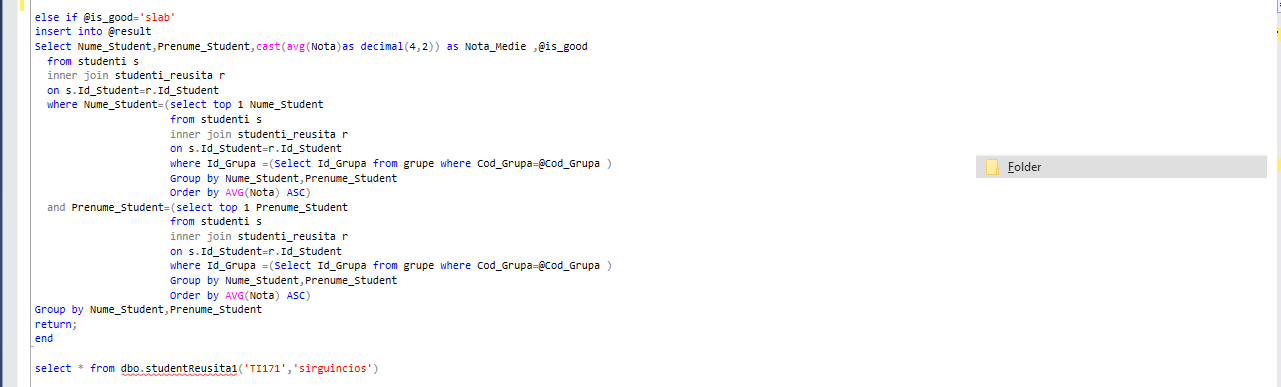 else if @is_good='slab'
insert into @result
Select Nume_Student,Prenume_Student,cast(avg(Nota)as decimal(4,2)) as Nota_Medie ,@is_good
from studenti s
inner join studenti_reusita r
on s.Id_Student=r.Id_Student
where Nume_Student=(select top 1 Nume_Student
from studenti s
inner join studenti_reusita r
on s.Id_Student=r.Id_Student
where Id_Grupa =(Select Id_Grupa from grupe where Cod_Grupa=@Cod_Grupa )
Group by Nume_Student,Prenume_Student
Order by AVG(Nota) ASC)
and Prenume_Student=(select top 1 Prenume_Student
from studenti s
inner join studenti_reusita r
on s.Id_Student=r.Id_Student
where Id_Grupa =(Select Id_Grupa from grupe where Cod_Grupa=@Cod_Grupa )
Group by Nume_Student,Prenume_Student
Order by AVG(Nota) ASC)
Group by Nume_Student,Prenume_Student
return;
end
select * from dbo.studentReusita1('TI171','sirguincios')
Folder